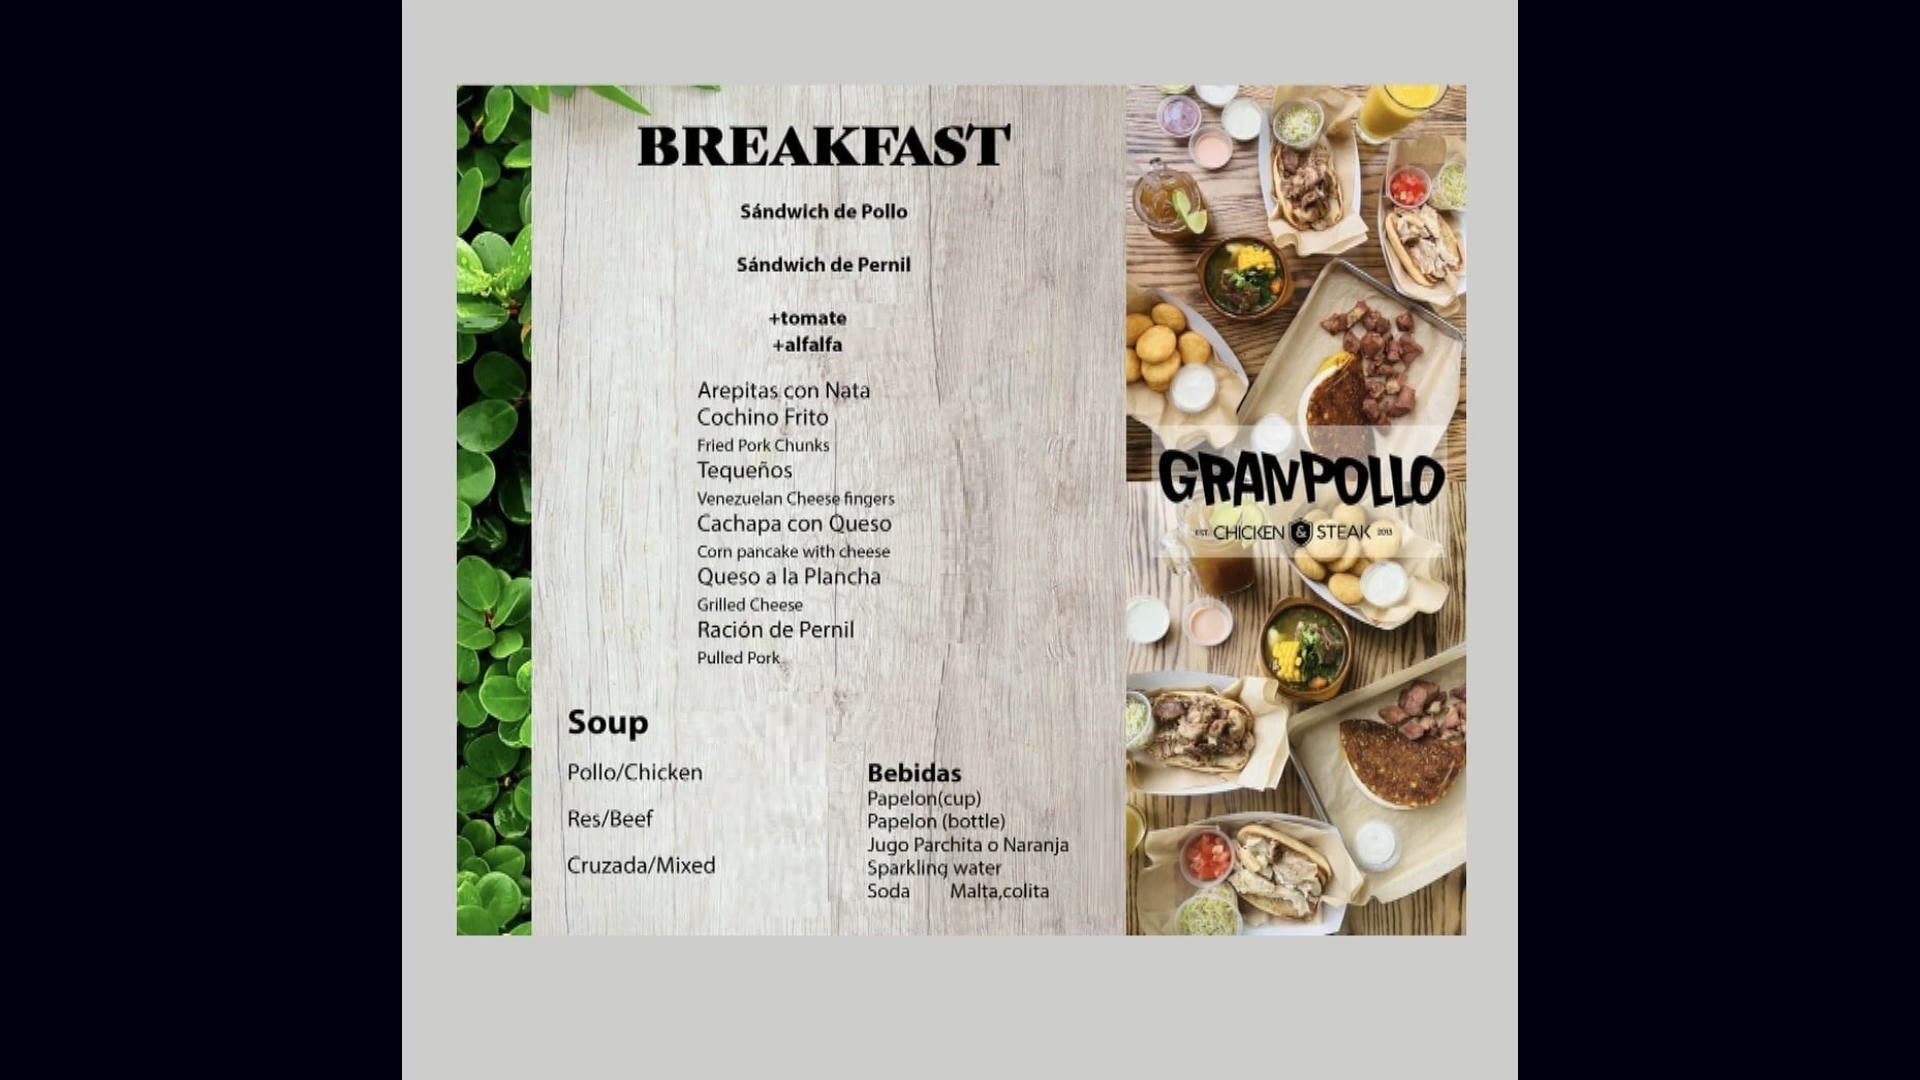 BREAKFAST
Sándwich de Pollo
Sándwich de Pernil
+tomate
+alfalfa
Arepitas con Nata
Cochino Frito
Fried Pork Chunks
Tequeños
Venezuelan Cheese fingers
Cachapa con Queso
Corn pancake with cheese
Queso a la Plancha
Grilled Cheese
Ración de Pernil
Pulled Pork
Soup
Pollo/Chicken
Res/Beef
Cruzada/Mixed
Bebidas
Papelon(cup)
Papelon (bottle)
Jugo Parchita o Naranja
Sparkling water
Soda Malta,colita
GRANPOLLO
EST. CHICKEN & STEAK 2013